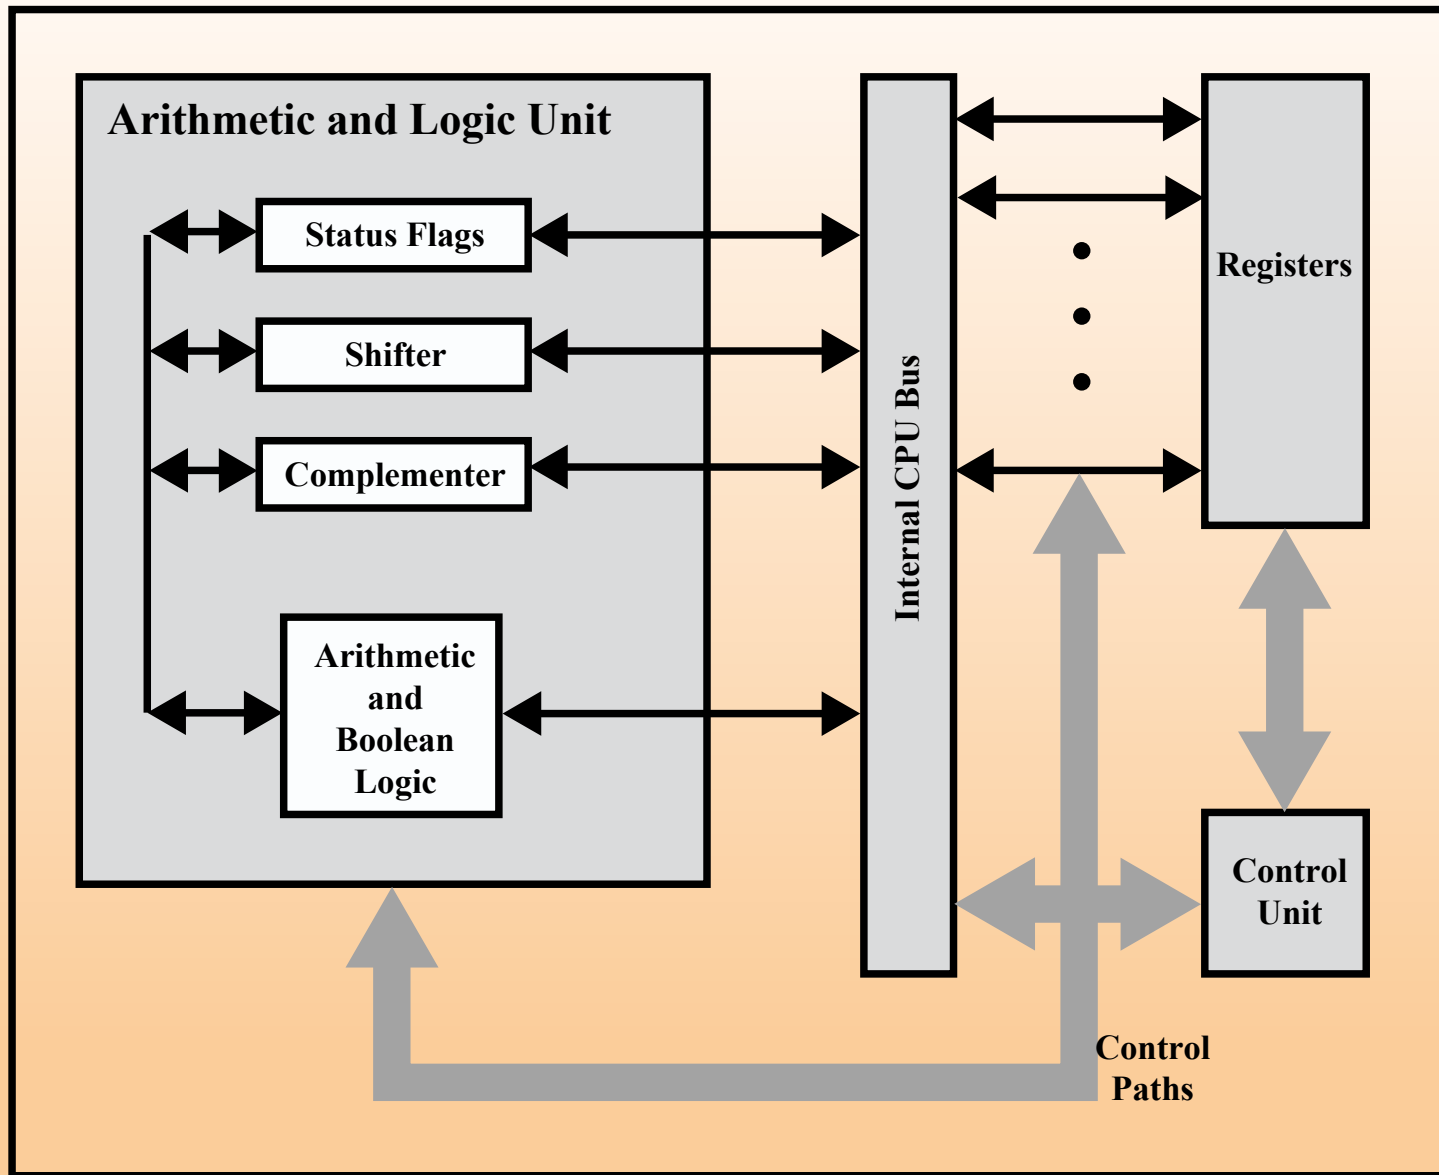 Arithmetic and Logic Unit
Status Flags
Shifter
Complementer
Arithmetic
and
Boolean
Logic
Internal CPU Bus
Registers
Control
Unit
Control
Paths